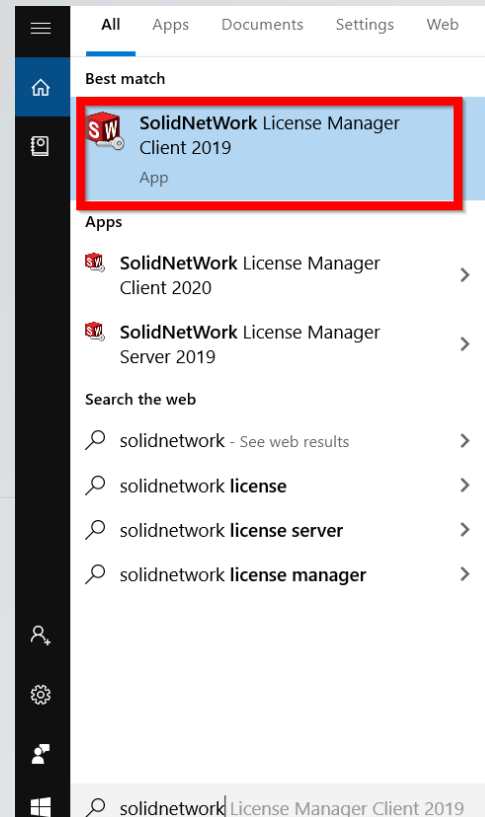 All Apps Documents Settings Web
Best match
SW
SolidNetWork License Manager
Client 2019
App
Apps
SW
SolidNetWork License Manager
Client 2020
SW
SolidNetWork License Manager
Server 2019
Search the web
solidnetwork - See web results
solidnetwork license
solidnetwork license server
solidnetwork license manager
solidnetwork License Manager Client 2019